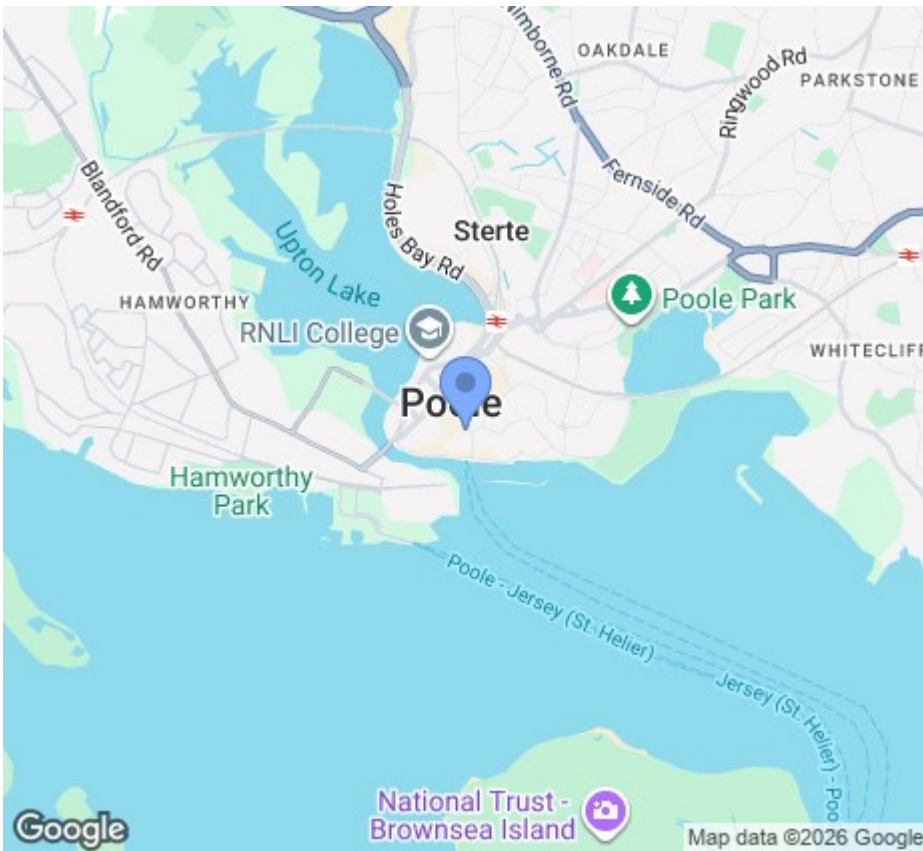 Wimborne Rd
OAKDALE
Ringwood Rd
PARKSTONE
Blandford Rd
Holes Bay Rd
Fernside Rd
Sterte
Upton Lake
HAMWORTHY
RNLI College
Poole Park
WHITECLIFF
Poole
Hamworthy
Park
Poole - Jersey (St. Helier)
Jersey (St. Helier) - Poo
National Trust -
Brownsea Island
Google
Map data ©2026 Google